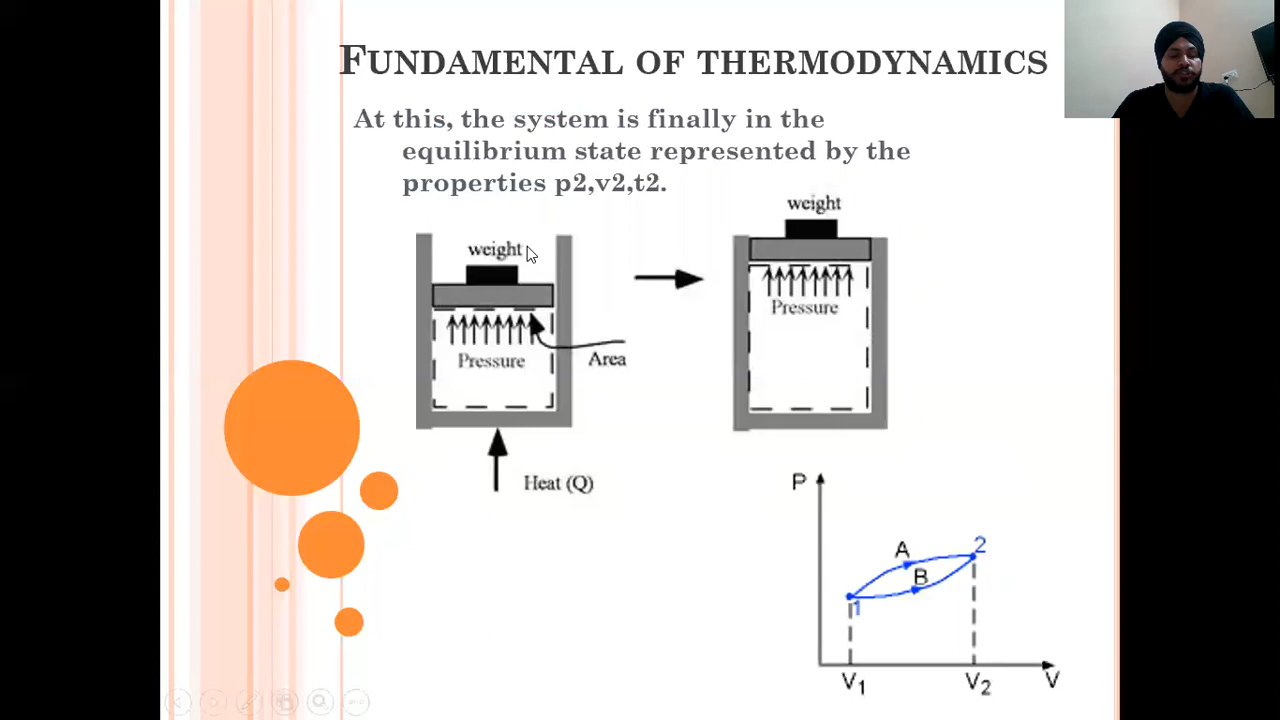 FUNDAMENTAL OF THERMODYNAMICS
At this, the system is finally in the
equilibrium state represented by the
properties p2,v2,t2.
weight
Pressure
Area
Heat (Q)
weight
Pressure
P
A
2
B
1
V1
V2
V